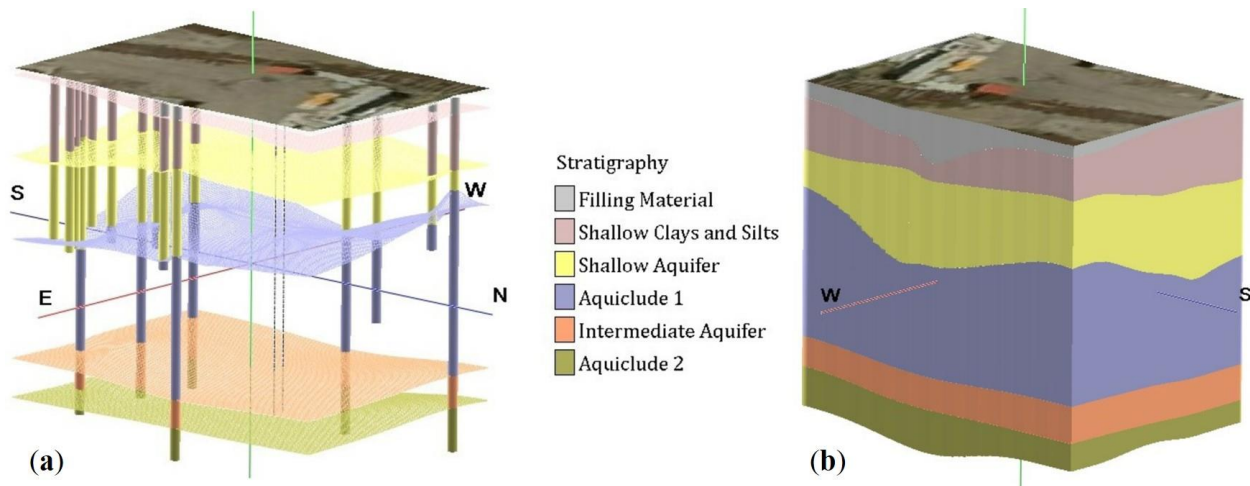 S
W
E
N
(a)
Stratigraphy
Filling Material
Shallow Clays and Silts
Shallow Aquifer
Aquiclude 1
Intermediate Aquifer
Aquiclude 2
W
S
(b)